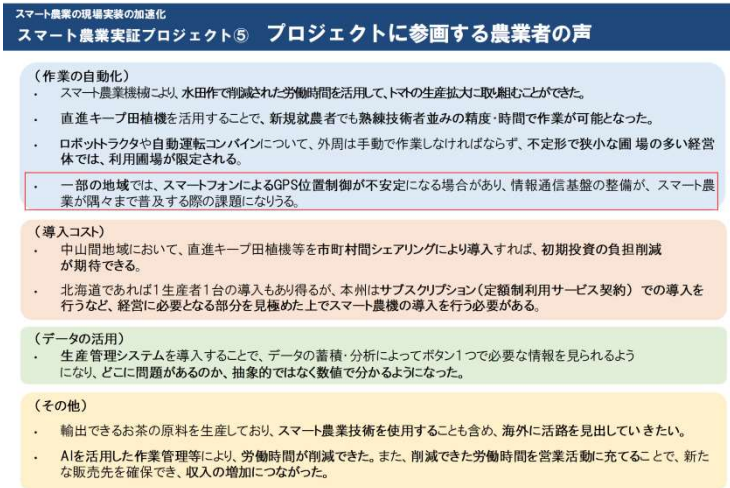 スマート農業の現場実装の加速化
スマート農業実証プロジェクト⑤ プロジェクトに参画する農業者の声
（作業の自動化）
・ スマート農業機械により、水田作で削減された労働時間を活用して、トマトの生産拡大に取り組むことができた。
・ 直進キープ田植機を活用することで、新規就農者でも熟練技術者並みの精度・時間で作業が可能となった。
・ ロボットトラクタや自動運転コンバインについて、外周は手動で作業しなければならず、不定形で狭小な圃 場の多い経営
体では、利用圃場が限定される。
・ 一部の地域では、スマートフォンによるGPS位置制御が不安定になる場合があり、情報通信基盤の整備が、 スマート農
業が隅々まで普及する際の課題になりうる。
（導入コスト）
・ 中山間地域において、直進キープ田植機等を市町村間シェアリングにより導入すれば、初期投資の負担削減
が期待できる。
・ 北海道であれば1生産者1台の導入もあり得るが、本州はサブスクリプション（定額制利用サービス契約） での導入を
行うなど、経営に必要となる部分を見極めた上でスマート農機の導入を行う必要がある。
（データの活用）
・ 生産管理システムを導入することで、データの蓄積・分析によってボタン1つで必要な情報を見られるよう
になり、どこに問題があるのか、抽象的ではなく数値で分かるようになった。
（その他）
・ 輸出できるお茶の原料を生産しており、スマート農業技術を使用することも含め、海外に活路を見出していきたい。
・ AIを活用した作業管理等により、労働時間が削減できた。また、削減できた労働時間を営業活動に充てることで、新た
な販売先を確保でき、収入の増加につながった。